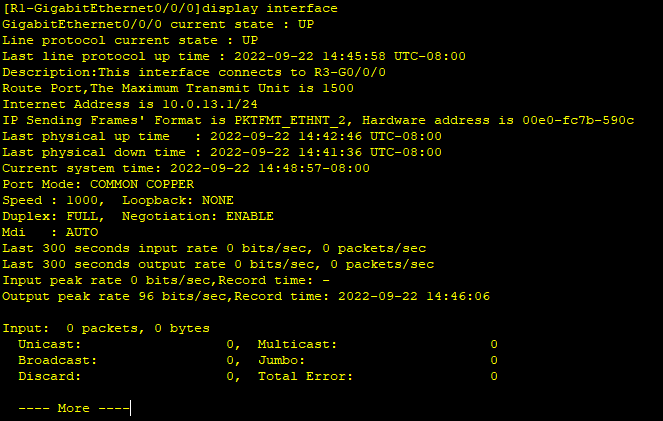 [R1-GigabitEthernet0/0/0]display interface
GigabitEthernet0/0/0 current state : UP
Line protocol current state : UP
Last line protocol up time : 2022-09-22 14:45:58 UTC-08:00
Description:This interface connects to R3-G0/0/0
Route Port,The Maximum Transmit Unit is 1500
Internet Address is 10.0.13.1/24
IP Sending Frames' Format is PKTFMT_ETHNT_2, Hardware address is 00e0-fc7b-590c
Last physical up time   : 2022-09-22 14:42:46 UTC-08:00
Last physical down time : 2022-09-22 14:41:36 UTC-08:00
Current system time: 2022-09-22 14:48:57-08:00
Port Mode: COMMON COPPER
Speed : 1000,  Loopback: NONE
Duplex: FULL,  Negotiation: ENABLE
Mdi   : AUTO
Last 300 seconds input rate 0 bits/sec, 0 packets/sec
Last 300 seconds output rate 0 bits/sec, 0 packets/sec
Input peak rate 0 bits/sec,Record time: -
Output peak rate 96 bits/sec,Record time: 2022-09-22 14:46:06
Input:  0 packets, 0 bytes
  Unicast:                0,  Multicast:                   0
  Broadcast:              0,  Jumbo:                       0
  Discard:                0,  Total Error:                 0
  ---- More ----